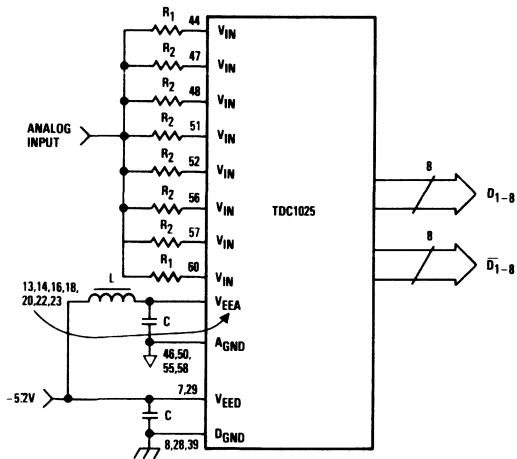 R1 44 VIN
R2 47 VIN
R2 48 VIN
ANALOG INPUT
R2 51 VIN
R2 52 VIN
R2 56 VIN
R2 57 VIN
R1 60 VIN
TDC1025
8 D1-8
8 D̅1-8
13,14,16,18,
20,22,23
L
VEEA
C
AGND
46,50,
55,58
-5.2V
7,29
VEED
C
DGND
8,28,39